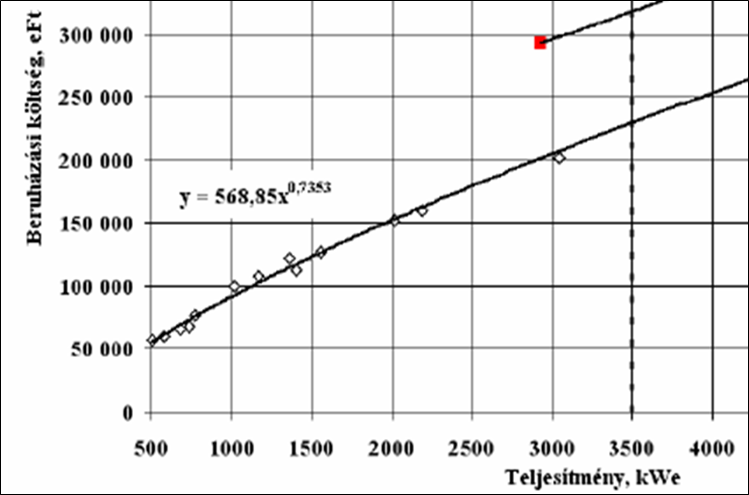 Beruházási költség, eFt
300 000
250 000
200 000
150 000
100 000
50 000
0
y = 568,85x^0,7353
500 1000 1500 2000 2500 3000 3500 4000
Teljesítmény, kWe